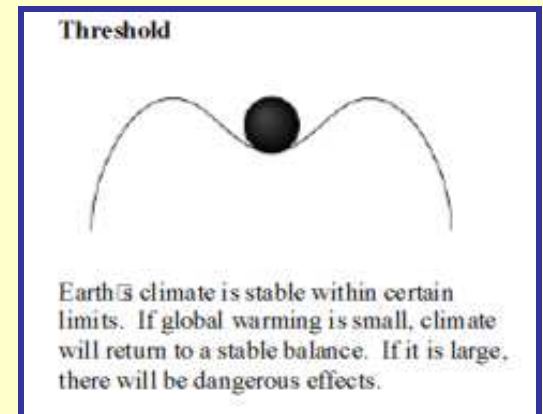 Threshold
Earth's climate is stable within certain
limits. If global warming is small, climate
will return to a stable balance. If it is large,
there will be dangerous effects.